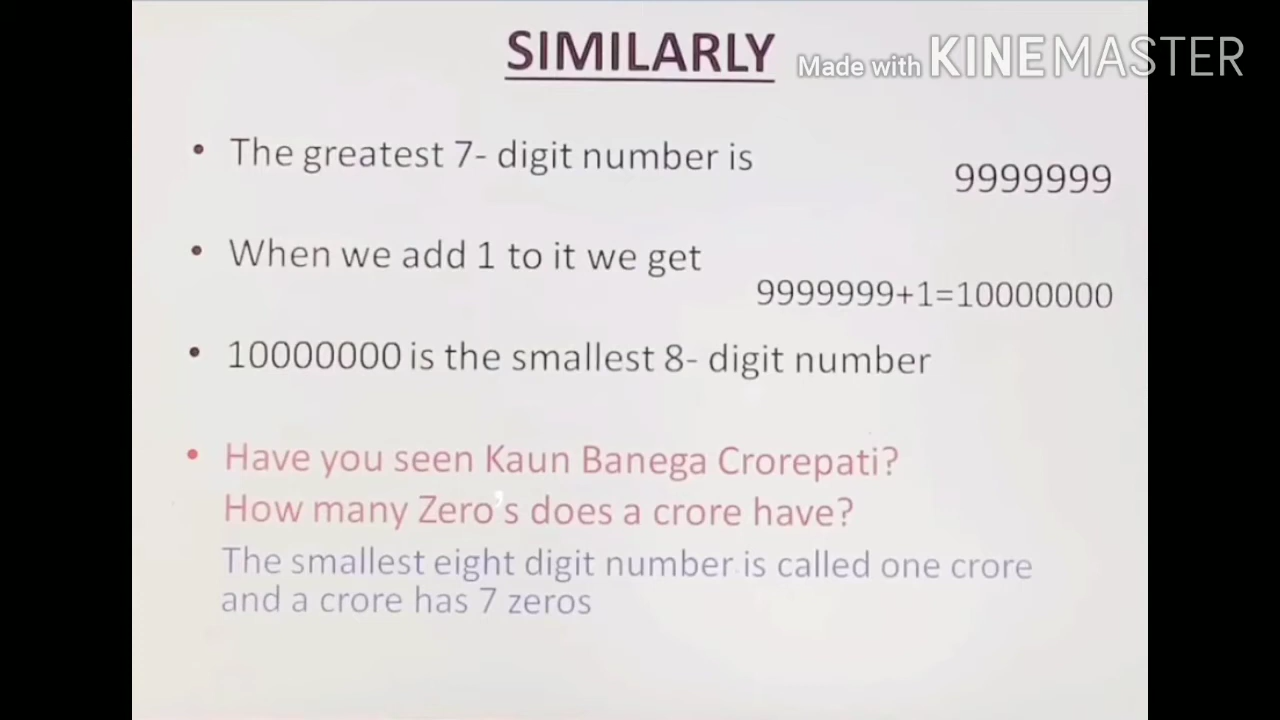 SIMILARLY
Made with KINEMASTER
• The greatest 7- digit number is
9999999
• When we add 1 to it we get
9999999+1=10000000
• 10000000 is the smallest 8- digit number
• Have you seen Kaun Banega Crorepati?
How many Zero's does a crore have?
The smallest eight digit number is called one crore
and a crore has 7 zeros